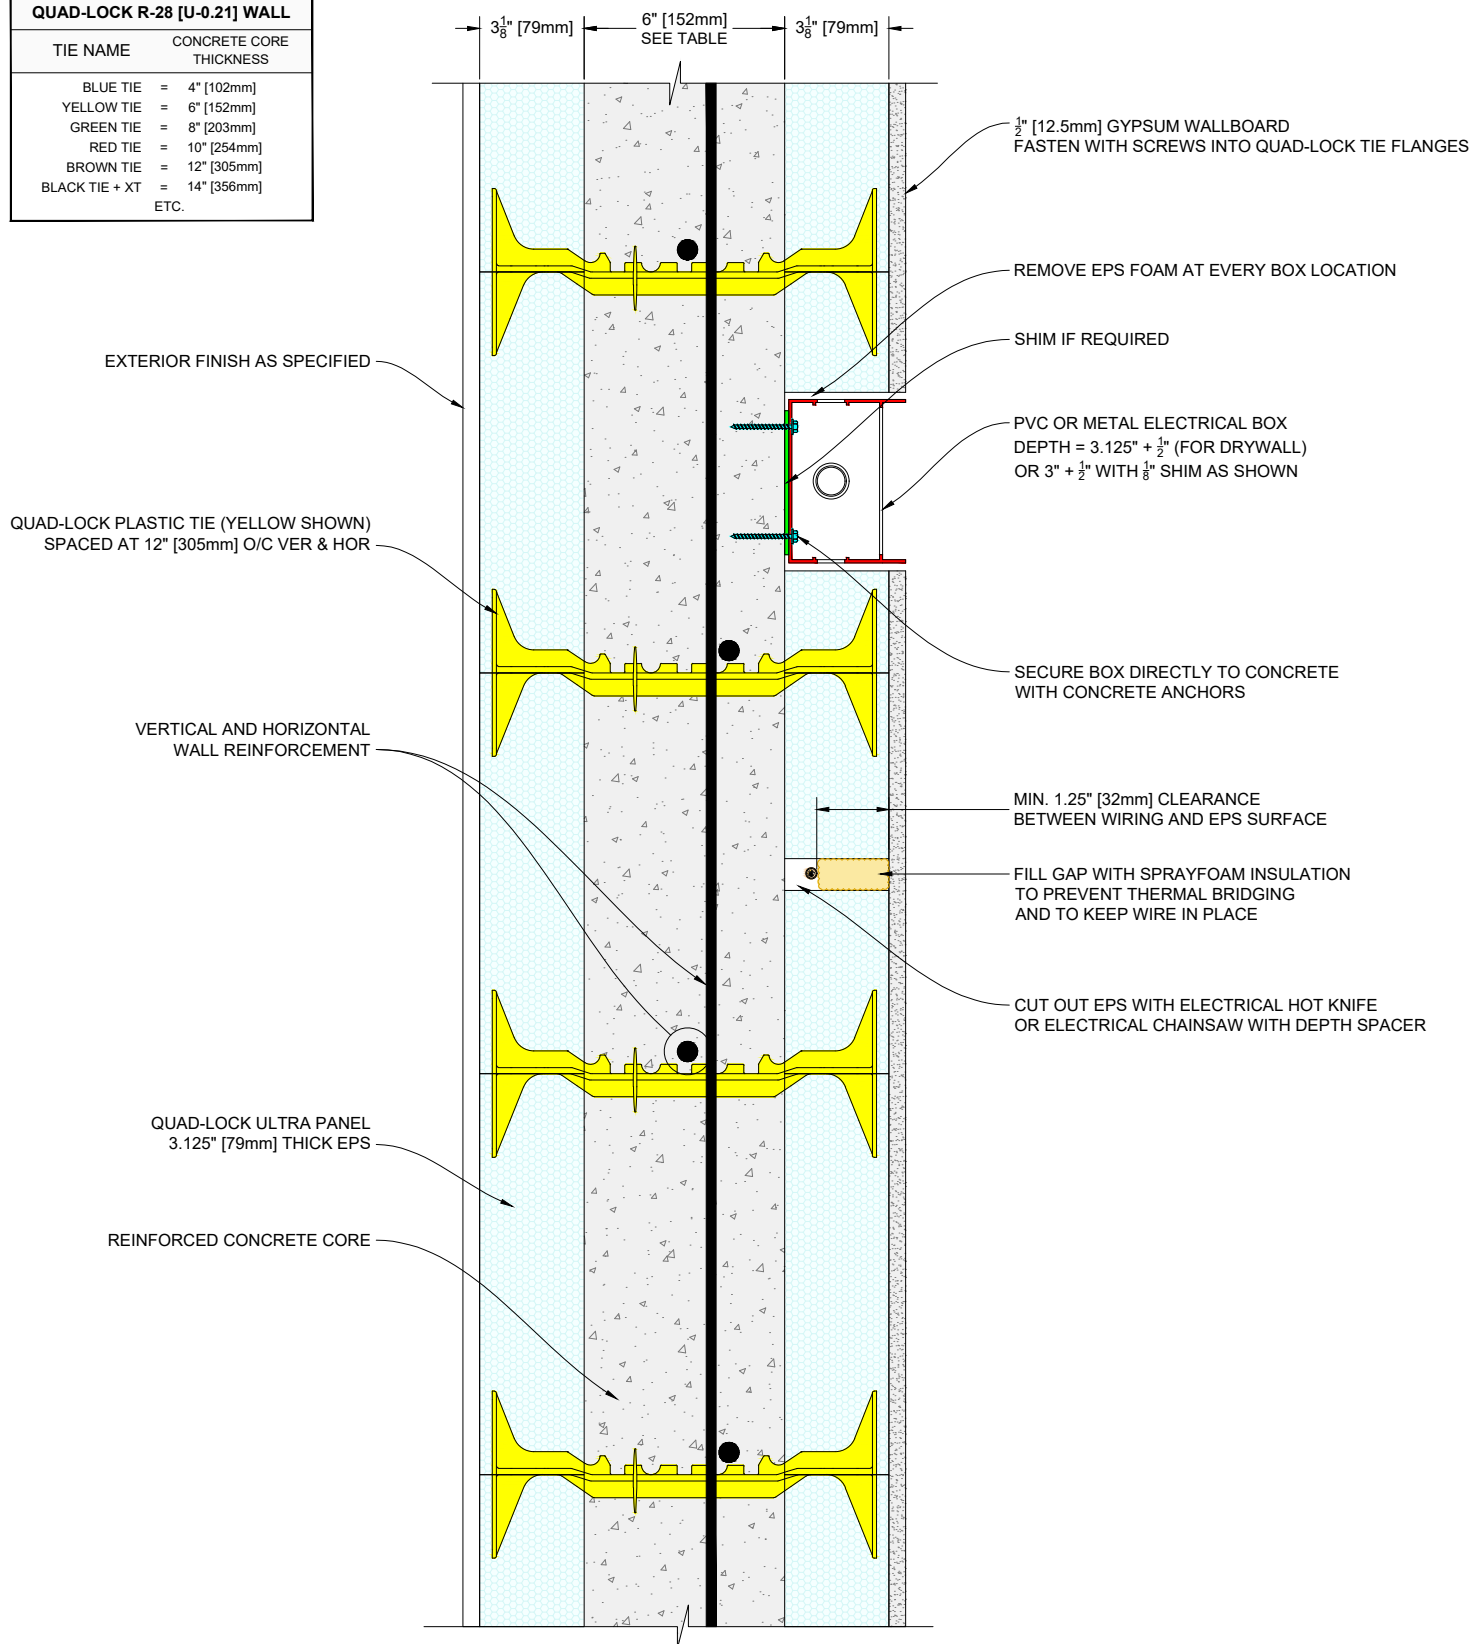 QUAD-LOCK R-28 [U-0.21] WALL
TIE NAME
CONCRETE CORE
THICKNESS
BLUE TIE = 4" [102mm]
YELLOW TIE = 6" [152mm]
GREEN TIE = 8" [203mm]
RED TIE = 10" [254mm]
BROWN TIE = 12" [305mm]
BLACK TIE + XT = 14" [356mm]
ETC.
3 1/8" [79mm]
6" [152mm]
SEE TABLE
3 1/8" [79mm]
1/2" [12.5mm] GYPSUM WALLBOARD
FASTEN WITH SCREWS INTO QUAD-LOCK TIE FLANGES
REMOVE EPS FOAM AT EVERY BOX LOCATION
SHIM IF REQUIRED
EXTERIOR FINISH AS SPECIFIED
PVC OR METAL ELECTRICAL BOX
DEPTH = 3.125" + 1/2" (FOR DRYWALL)
OR 3" + 1/2" WITH 1/8" SHIM AS SHOWN
QUAD-LOCK PLASTIC TIE (YELLOW SHOWN)
SPACED AT 12" [305mm] O/C VER & HOR
SECURE BOX DIRECTLY TO CONCRETE
WITH CONCRETE ANCHORS
VERTICAL AND HORIZONTAL
WALL REINFORCEMENT
MIN. 1.25" [32mm] CLEARANCE
BETWEEN WIRING AND EPS SURFACE
FILL GAP WITH SPRAYFOAM INSULATION
TO PREVENT THERMAL BRIDGING
AND TO KEEP WIRE IN PLACE
CUT OUT EPS WITH ELECTRICAL HOT KNIFE
OR ELECTRICAL CHAINSAW WITH DEPTH SPACER
QUAD-LOCK ULTRA PANEL
3.125" [79mm] THICK EPS
REINFORCED CONCRETE CORE